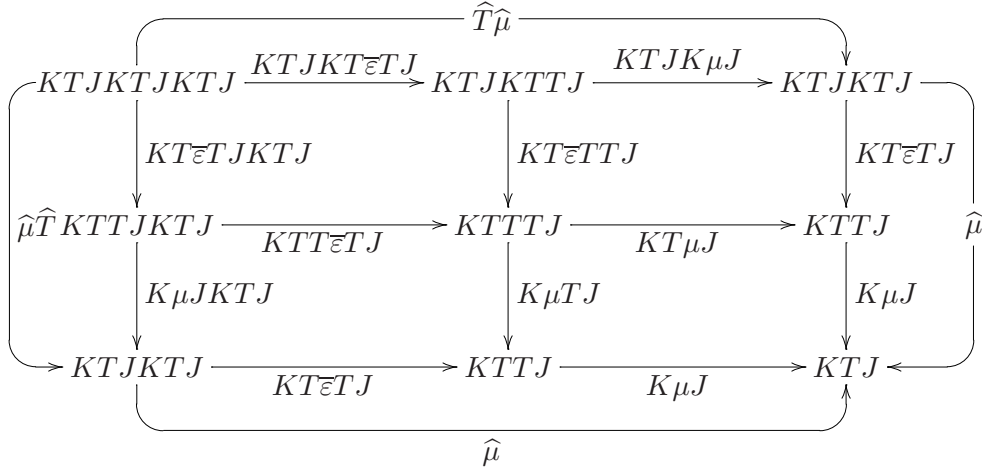 T̂μ̂
KTJKTJKTJ KTJKTε̅TJ KTJKTTJ KTJKμJ KTJKTJ
KTε̅TJKTJ KTε̅TTJ KTε̅TJ
μ̂T̂ KTTJKTJ KTTε̅TJ KTTTJ KTμJ KTTJ μ̂
KμJKTJ KμTJ KμJ
KTJKTJ KTε̅TJ KTTJ KμJ KTJ
μ̂